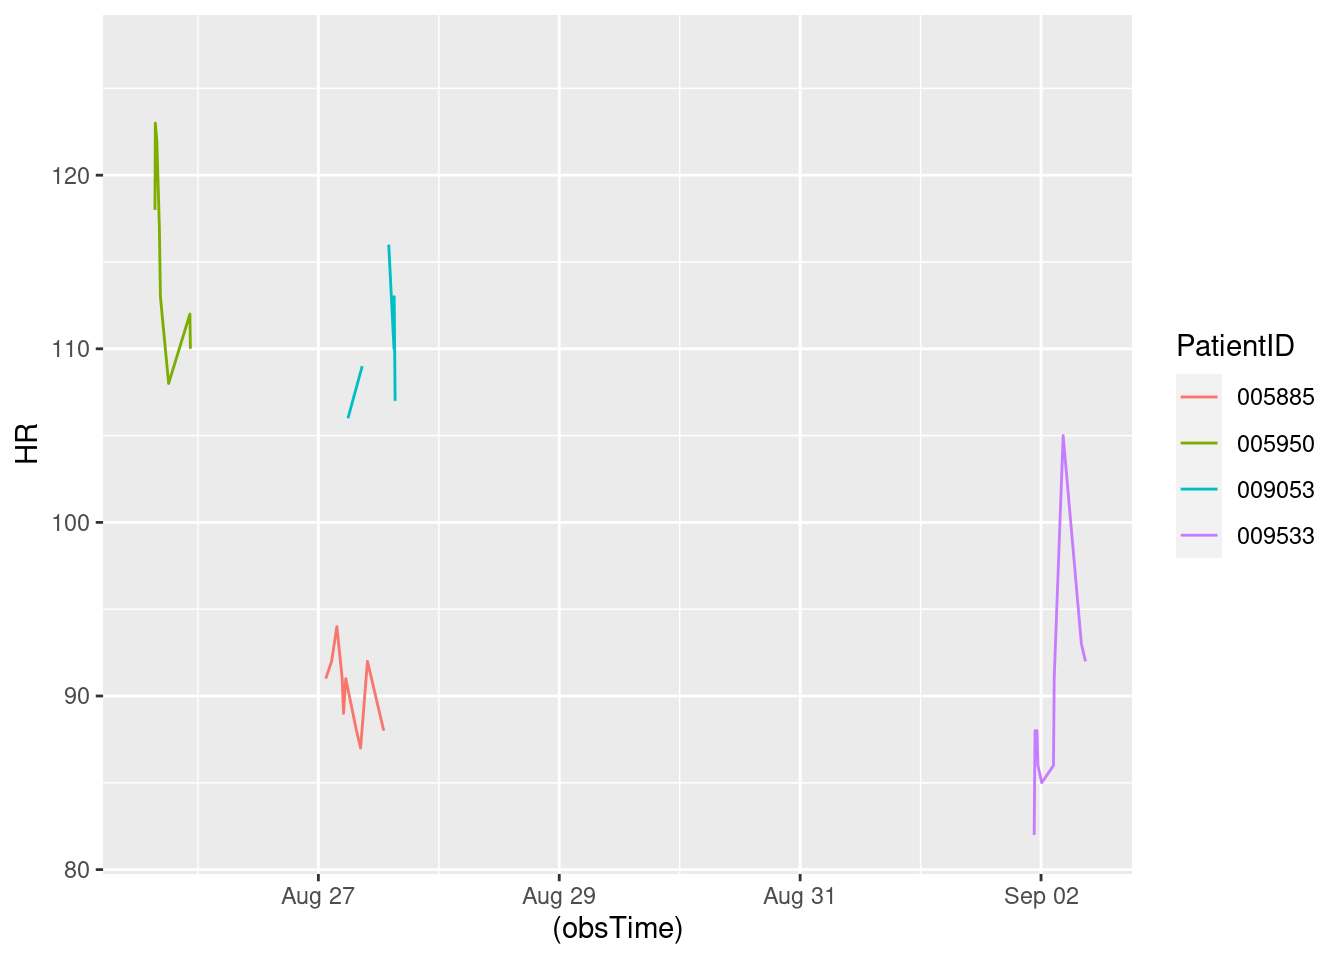 120
110
100
90
80
HR
Aug 27
Aug 29
Aug 31
Sep 02
(obsTime)
PatientID
005885
005950
009053
009533